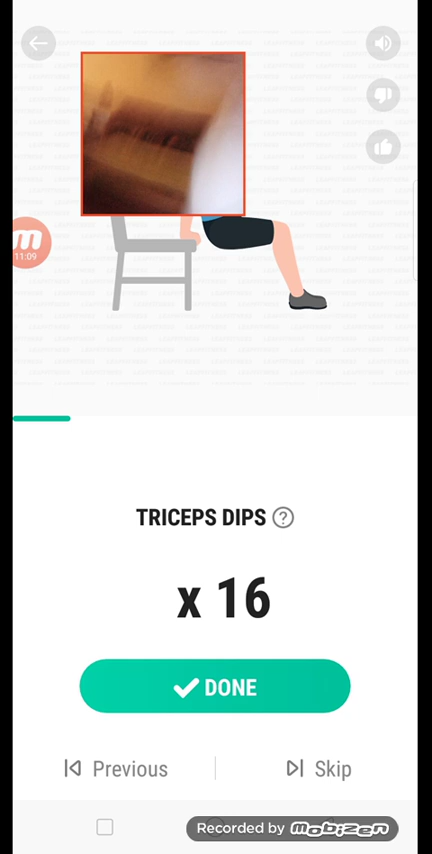 m
11:09
TRICEPS DIPS ?
x 16
DONE
Previous
Skip
Recorded by mobizen